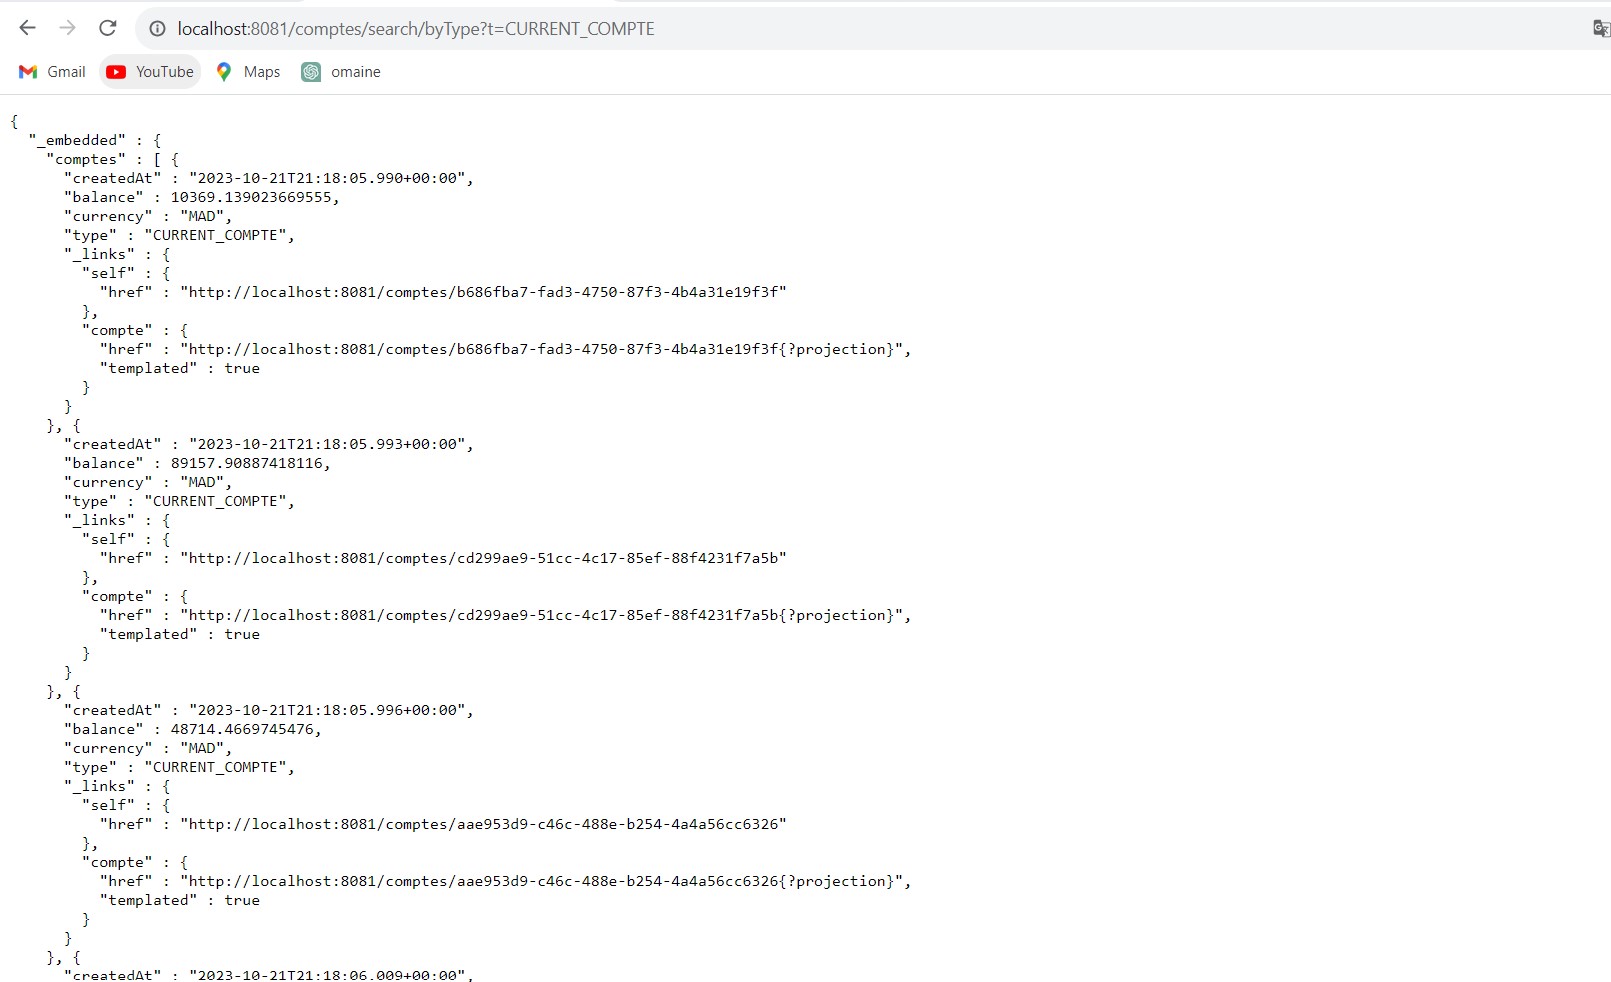 localhost:8081/comptes/search/byType?t=CURRENT_COMPTE
Gmail YouTube Maps omaine
{
"_embedded" : {
"comptes" : [ {
"createdAt" : "2023-10-21T21:18:05.990+00:00",
"balance" : 10369.139023669555,
"currency" : "MAD",
"type" : "CURRENT_COMPTE",
"_links" : {
"self" : {
"href" : "http://localhost:8081/comptes/b686fba7-fad3-4750-87f3-4b4a31e19f3f"
},
"compte" : {
"href" : "http://localhost:8081/comptes/b686fba7-fad3-4750-87f3-4b4a31e19f3f{?projection}",
"templated" : true
}
}
}, {
"createdAt" : "2023-10-21T21:18:05.993+00:00",
"balance" : 89157.90887418116,
"currency" : "MAD",
"type" : "CURRENT_COMPTE",
"_links" : {
"self" : {
"href" : "http://localhost:8081/comptes/cd299ae9-51cc-4c17-85ef-88f4231f7a5b"
},
"compte" : {
"href" : "http://localhost:8081/comptes/cd299ae9-51cc-4c17-85ef-88f4231f7a5b{?projection}",
"templated" : true
}
}
}, {
"createdAt" : "2023-10-21T21:18:05.996+00:00",
"balance" : 48714.4669745476,
"currency" : "MAD",
"type" : "CURRENT_COMPTE",
"_links" : {
"self" : {
"href" : "http://localhost:8081/comptes/aae953d9-c46c-488e-b254-4a4a56cc6326"
},
"compte" : {
"href" : "http://localhost:8081/comptes/aae953d9-c46c-488e-b254-4a4a56cc6326{?projection}",
"templated" : true
}
}
}, {
"createdAt" : "2023-10-21T21:18:06.009+00:00",